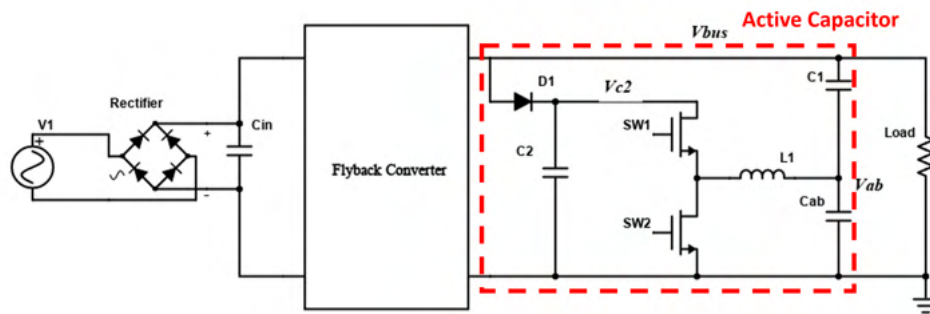 Active Capacitor
Vbus
D1
Vc2
C1
Rectifier
V1
+
+
Cin
SW1
C2
Flyback Converter
L1
Load
Vab
Cab
SW2
-